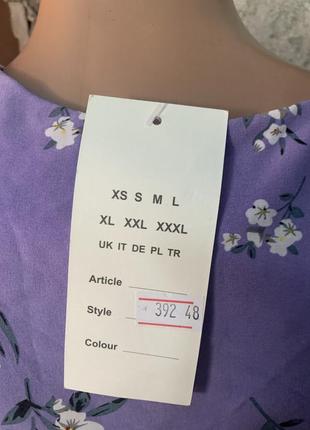 XS S M L
XL XXL XXXL
UK IT DE PL TR
Article
Style 392 48
Colour